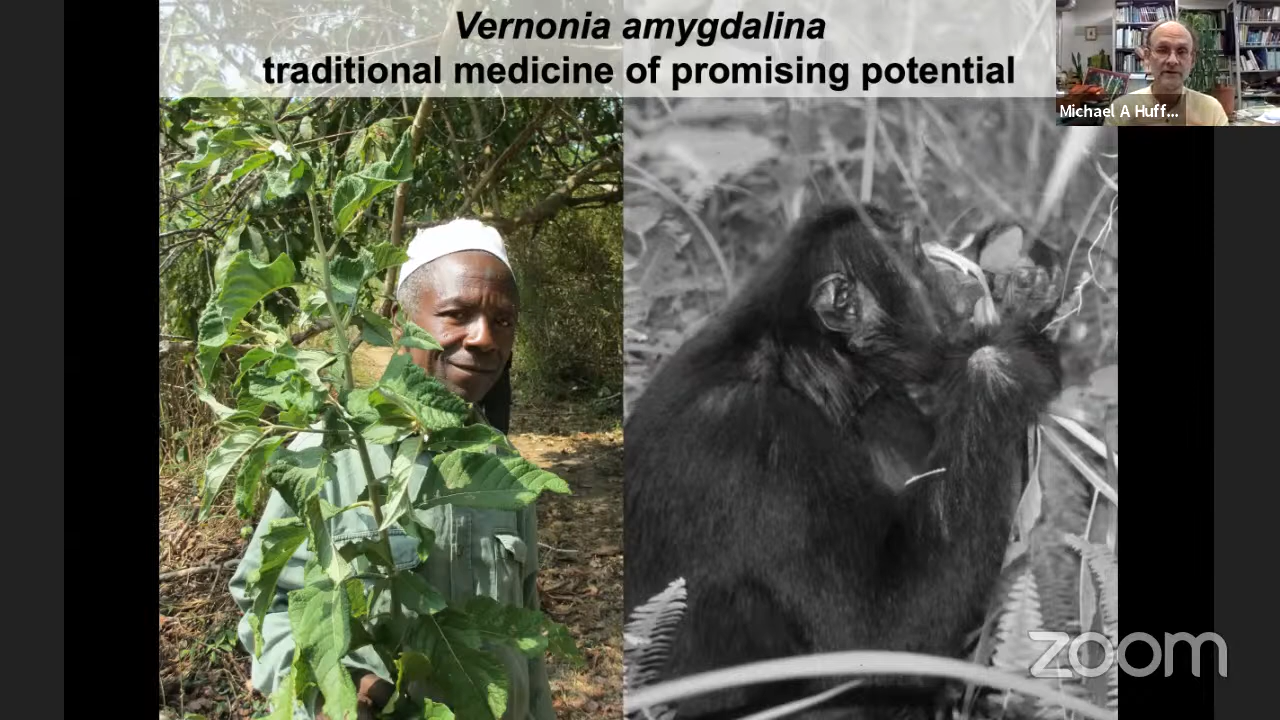 Vernonia amygdalina
traditional medicine of promising potential
Michael A Huff...
zoom